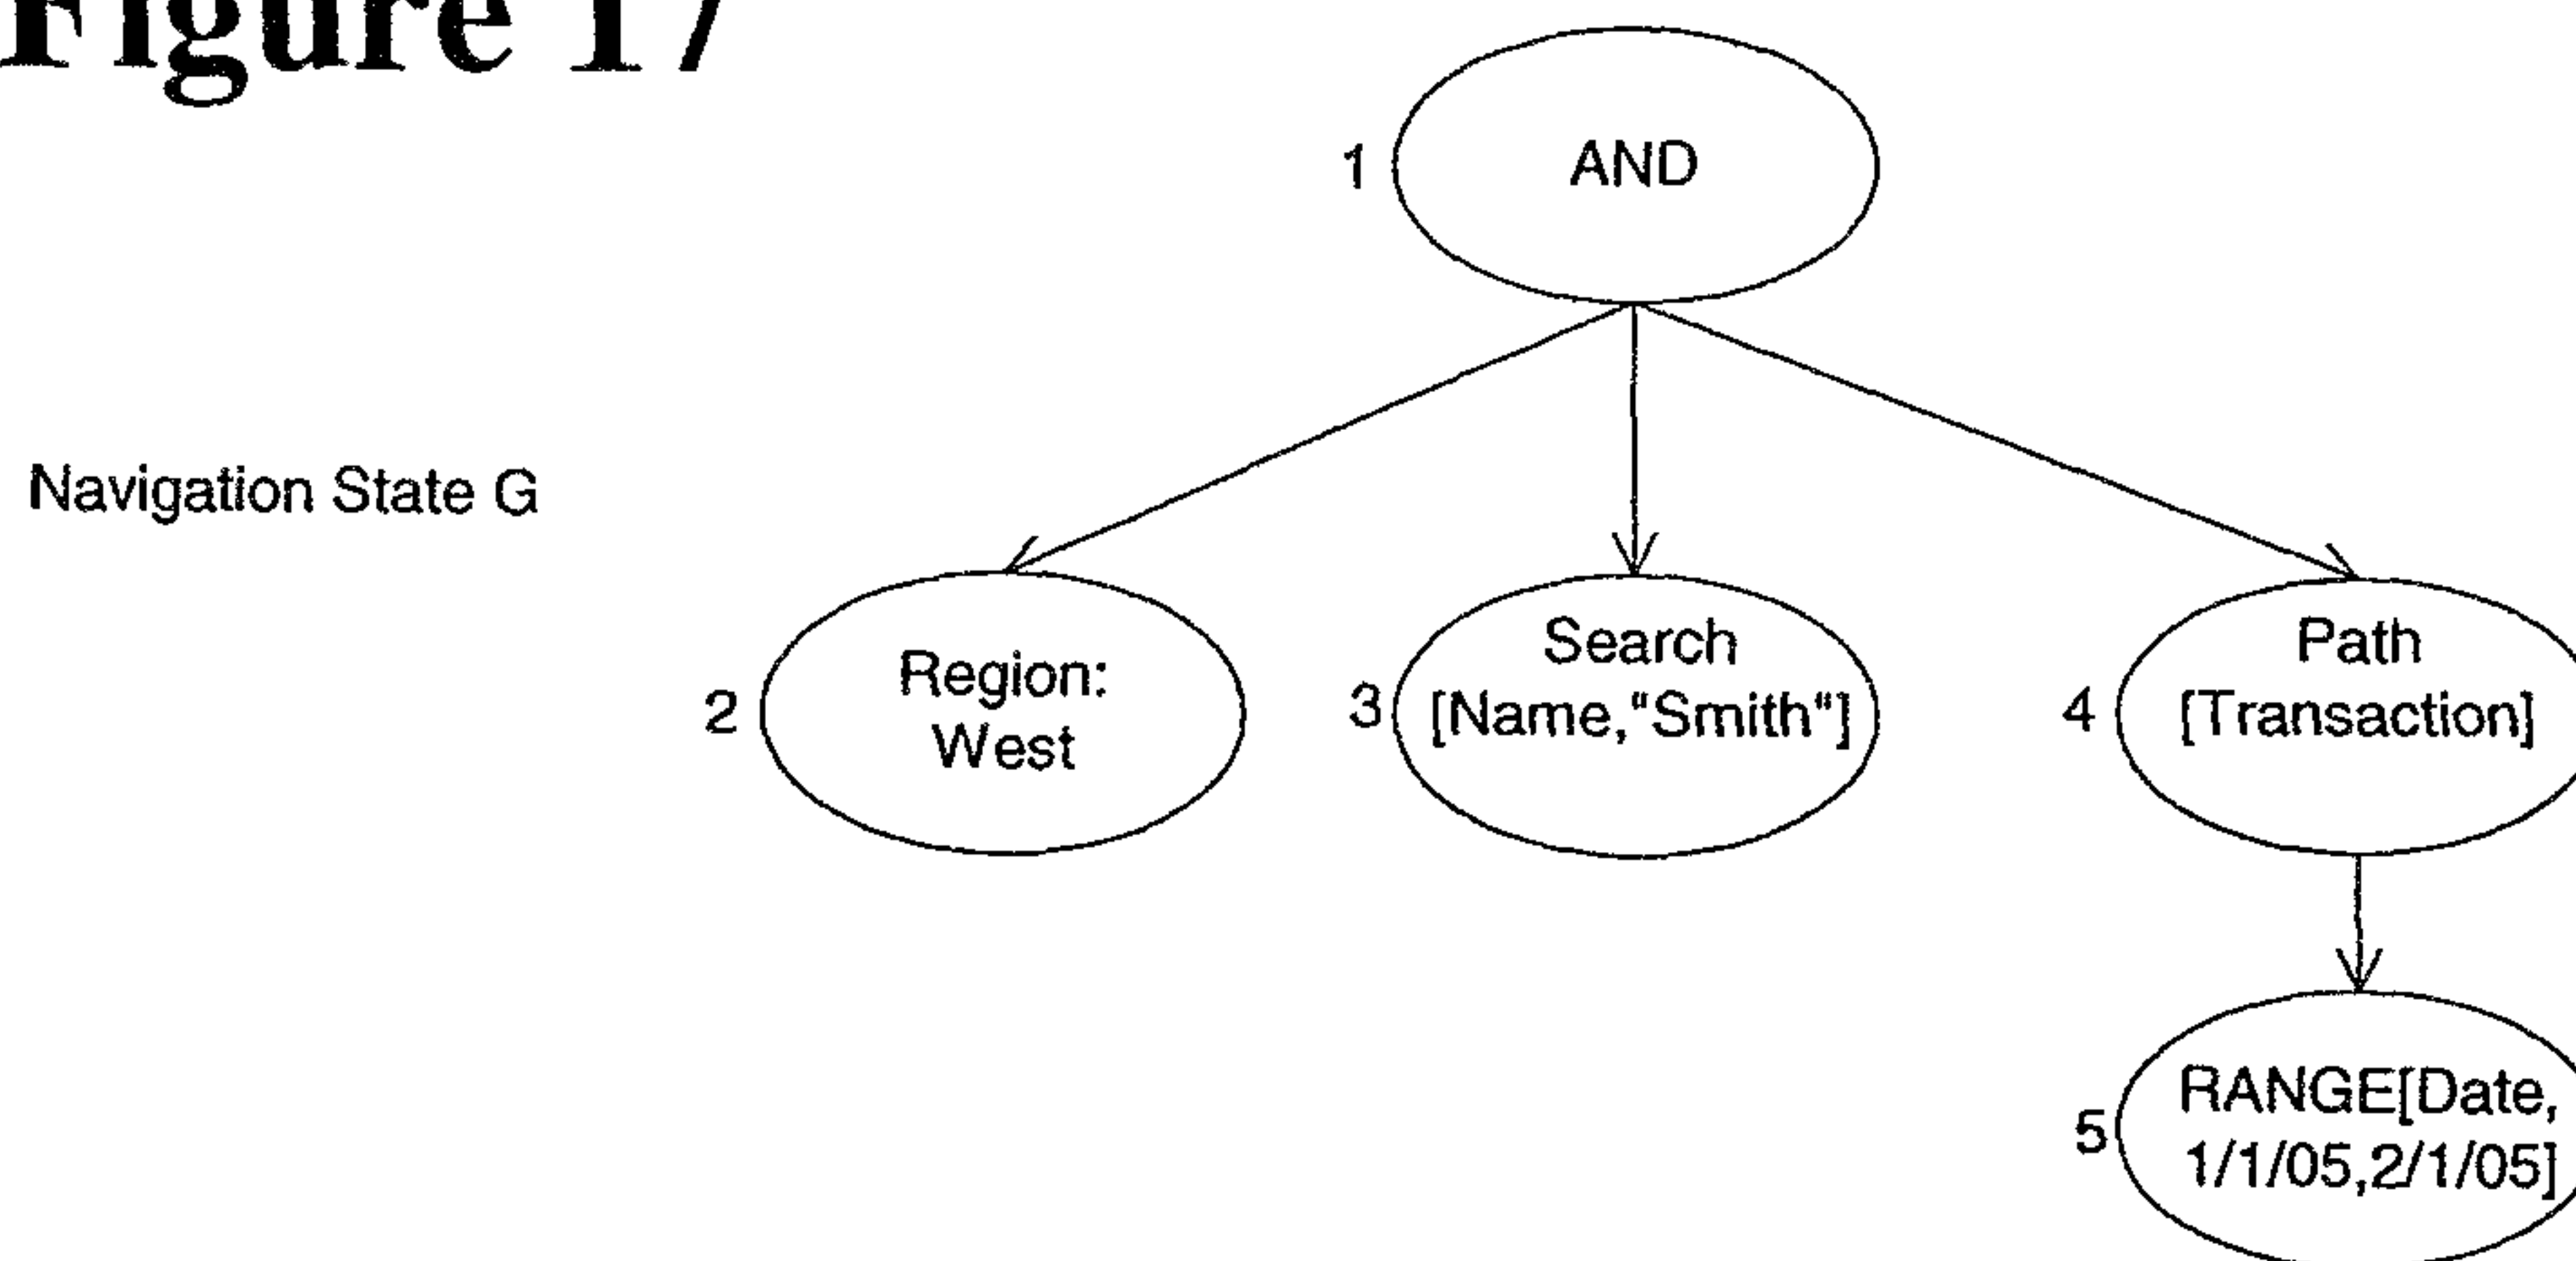 Figure 17
1
AND
Navigation State G
2
Region:
West
3
Search
[Name,"Smith"]
4
Path
[Transaction]
5
RANGE[Date,
1/1/05,2/1/05]